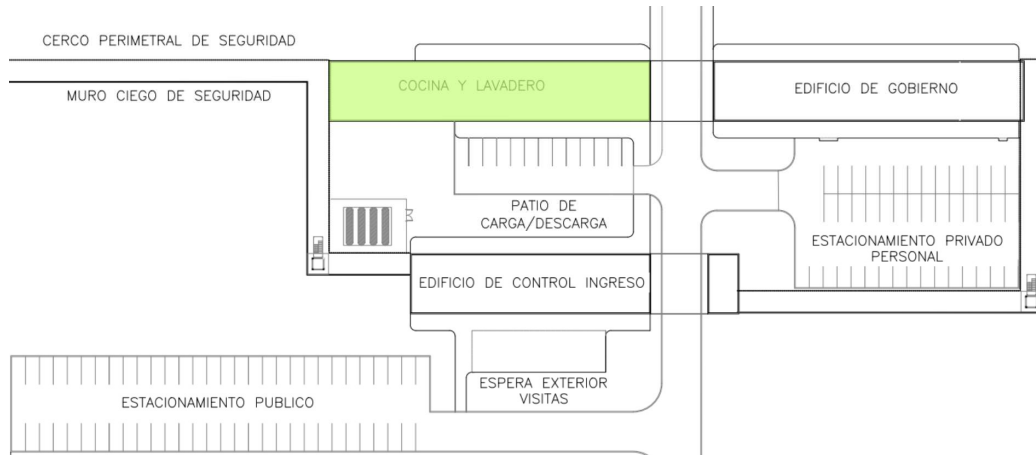 CERCO PERIMETRAL DE SEGURIDAD
MURO CIEGO DE SEGURIDAD
COCINA Y LAVADERO
EDIFICIO DE GOBIERNO
PATIO DE
CARGA/DESCARGA
ESTACIONAMIENTO PRIVADO
PERSONAL
EDIFICIO DE CONTROL INGRESO
ESPERA EXTERIOR
VISITAS
ESTACIONAMIENTO PUBLICO